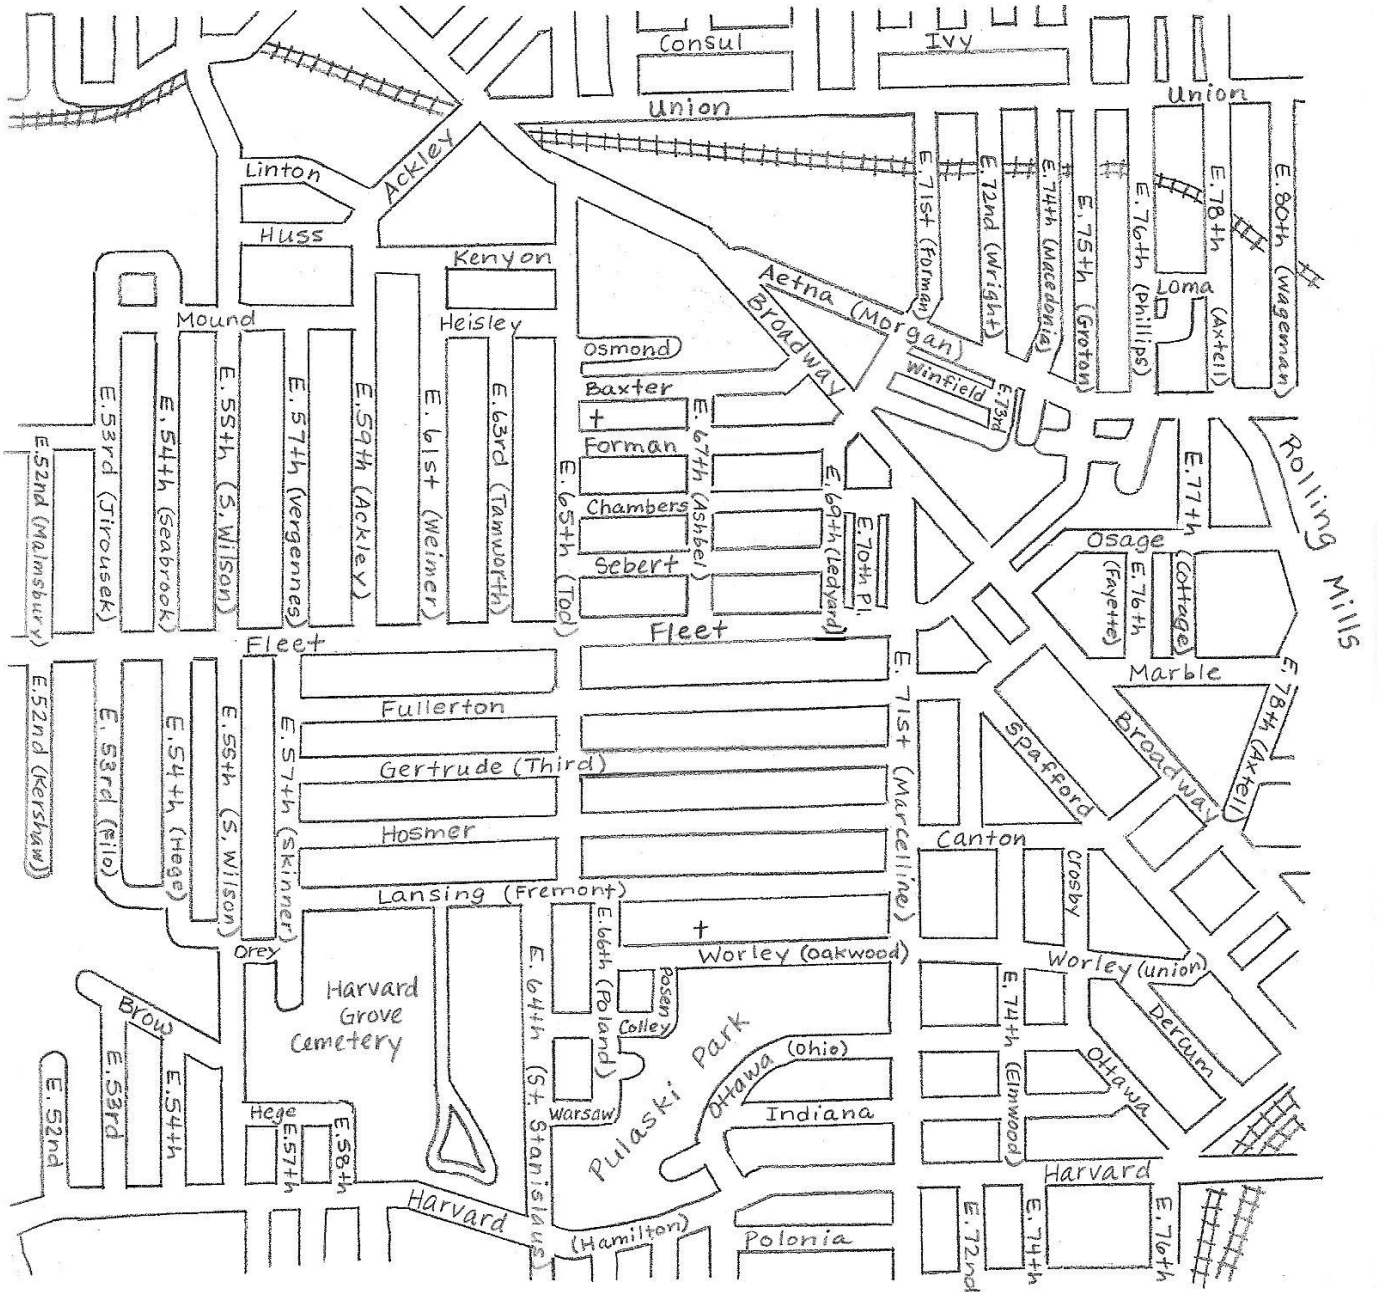 Consul
Ivy
Union
Union
Ackley
Linton
Huss
Kenyon
Mound
Heisley
Osmond
Baxter
Forman
Chambers
Sebert
Aetna (Morgan)
Broadway
Winfield
E. 73rd
E. 71st (Forman)
E. 72nd (Wright)
E. 74th (Macedonia)
E. 75th (Groton)
E. 76th (Phillips)
Loma
E. 78th (Axtell)
E. 80th (Wageman)
E. 52nd (Malmsbury)
E. 53rd (Jirousek)
E. 54th (Seabrook)
E. 55th (S. Wilson)
E. 57th (Vergennes)
E. 59th (Ackley)
E. 61st (Weimer)
E. 63rd (Tamworth)
E. 65th (Tod)
E. 67th (Ashbel)
E. 69th (Ledyard)
E. 70th Pl.
E. 77th
(Cottage)
Osage
E. 76th
(Fayette)
Rolling Mills
Fleet
Fleet
Marble
E. 78th (Axtell)
Fullerton
Gertrude (Third)
Hosmer
Lansing (Fremont)
E. 52nd (Kershaw)
E. 53rd (Filo)
E. 54th (Hege)
E. 55th (S. Wilson)
E. 57th (Skinner)
E. 71st (Marcelline)
Spafford
Broadway
Canton
Crosby
Orey
Worley (Oakwood)
Worley (Union)
Harvard
Grove
Cemetery
E. 64th (St. Stanislaus)
E. 66th (Poland)
Posen
Colley
Warsaw
Pulaski Park
Ottawa (Ohio)
Indiana
E. 74th (Elmwood)
Ottawa
Dercum
Brow
E. 52nd
E. 53rd
E. 54th
Hege
E. 57th
E. 58th
Harvard
(Hamilton)
Harvard
Polonia
E. 72nd
E. 74th
E. 76th